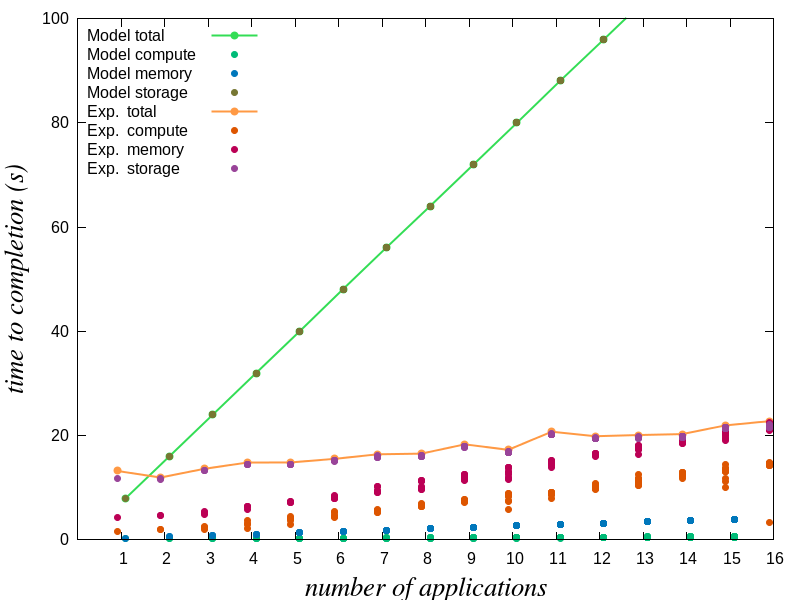 100
80
60
40
20
0
time to completion (s)
Model total
Model compute
Model memory
Model storage
Exp. total
Exp. compute
Exp. memory
Exp. storage
1 2 3 4 5 6 7 8 9 10 11 12 13 14 15 16
number of applications